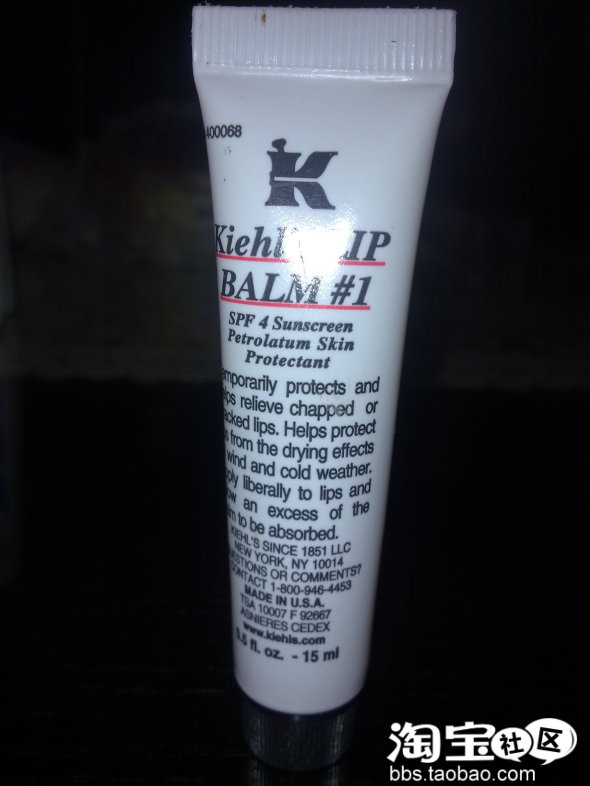 400068
K
Kiehl's LIP
BALM #1
SPF 4 Sunscreen
Petrolatum Skin
Protectant
emporarily protects and
lps relieve chapped or
acked lips. Helps protect
s from the drying effects
wind and cold weather.
ply liberally to lips and
ow an excess of the
lm to be absorbed.
KIEHL'S SINCE 1851 LLC
NEW YORK, NY 10014
ESTIONS OR COMMENTS?
CONTACT 1-800-946-4453
MADE IN U.S.A.
TSA 10007 F 92667
ASNIERES CEDEX
www.kiehls.com
0.5 fl. oz. - 15 ml
淘宝社区
bbs.taobao.com